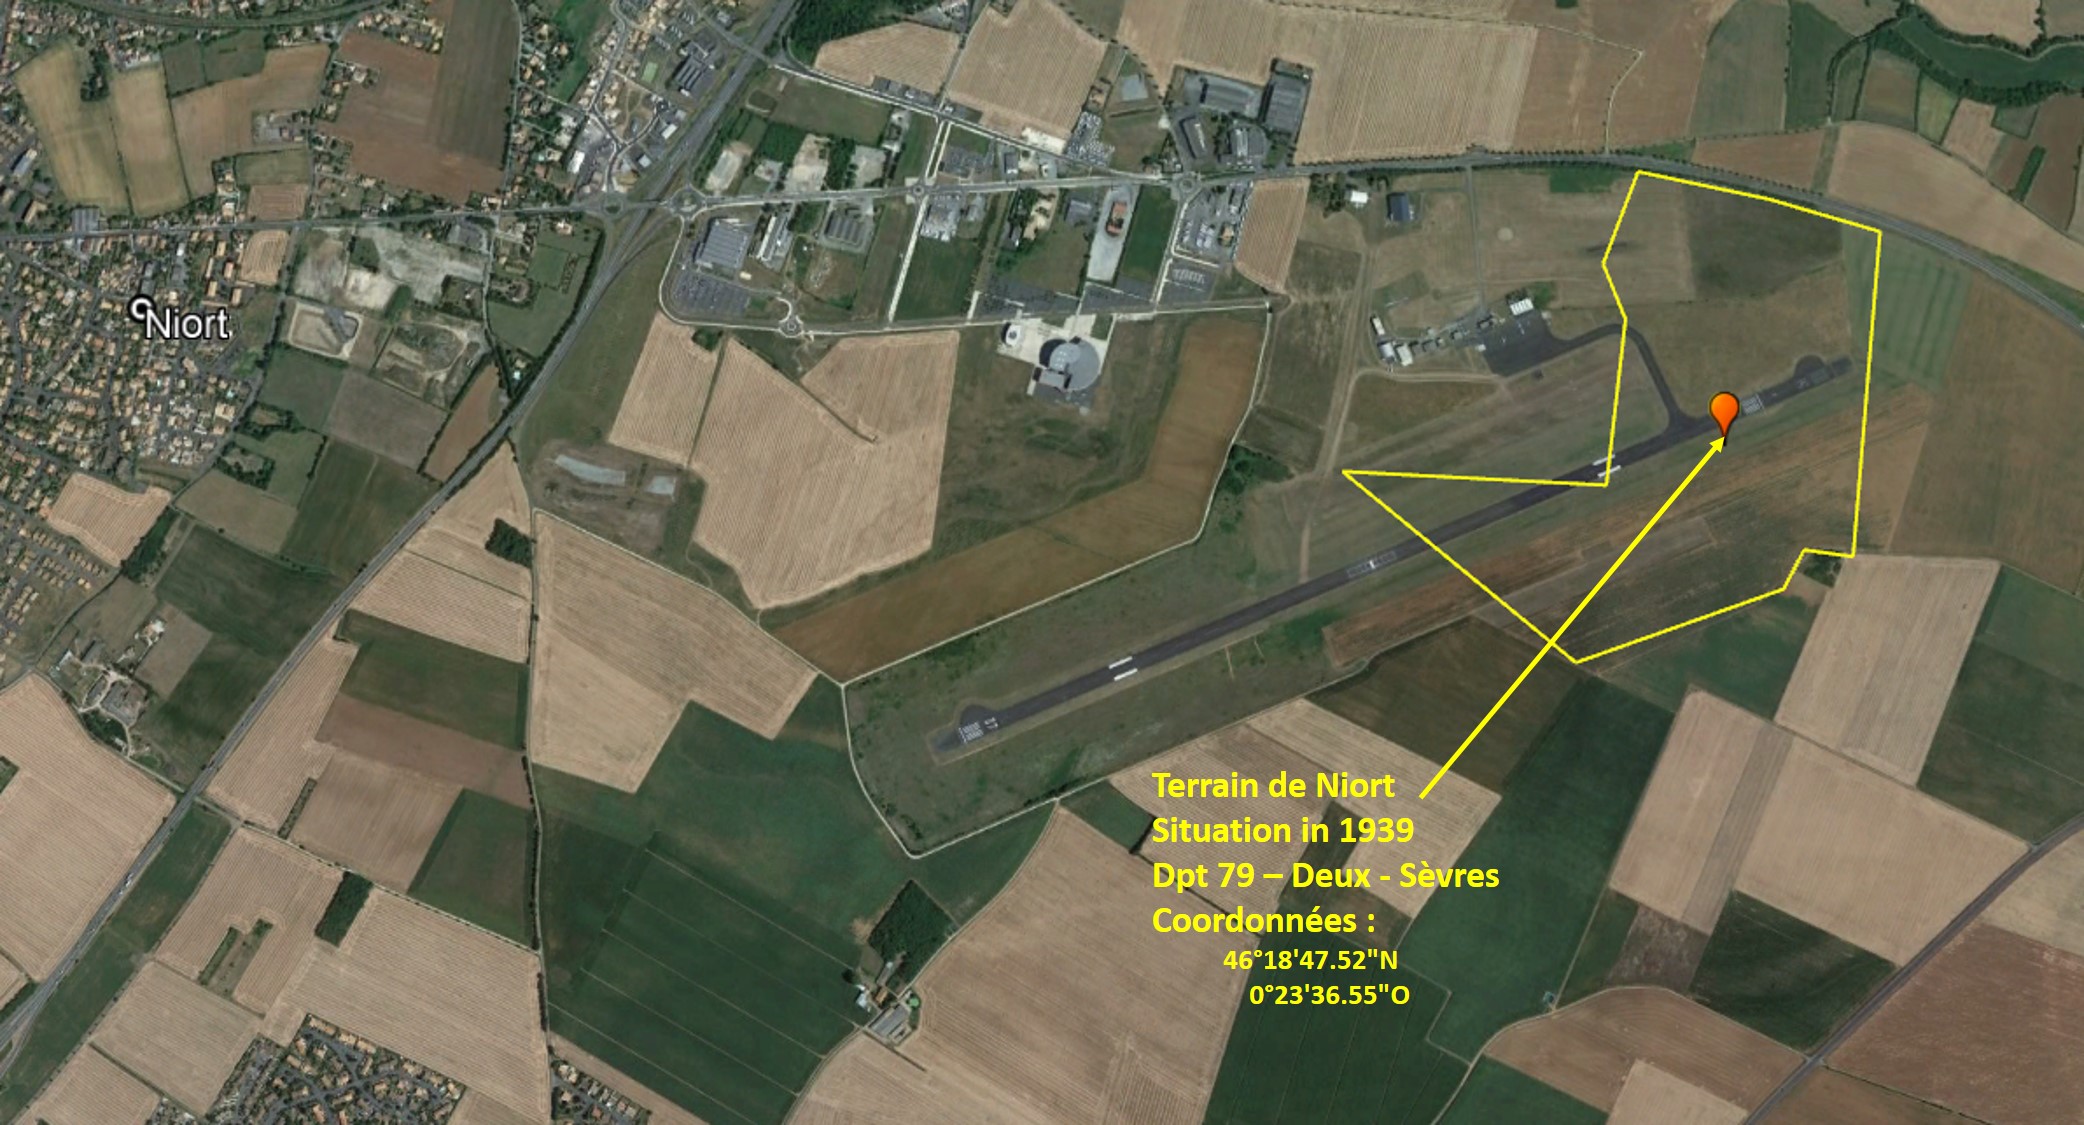 Niort
Terrain de Niort
Situation in 1939
Dpt 79 – Deux - Sèvres
Coordonnées :
46°18'47.52"N
0°23'36.55"O